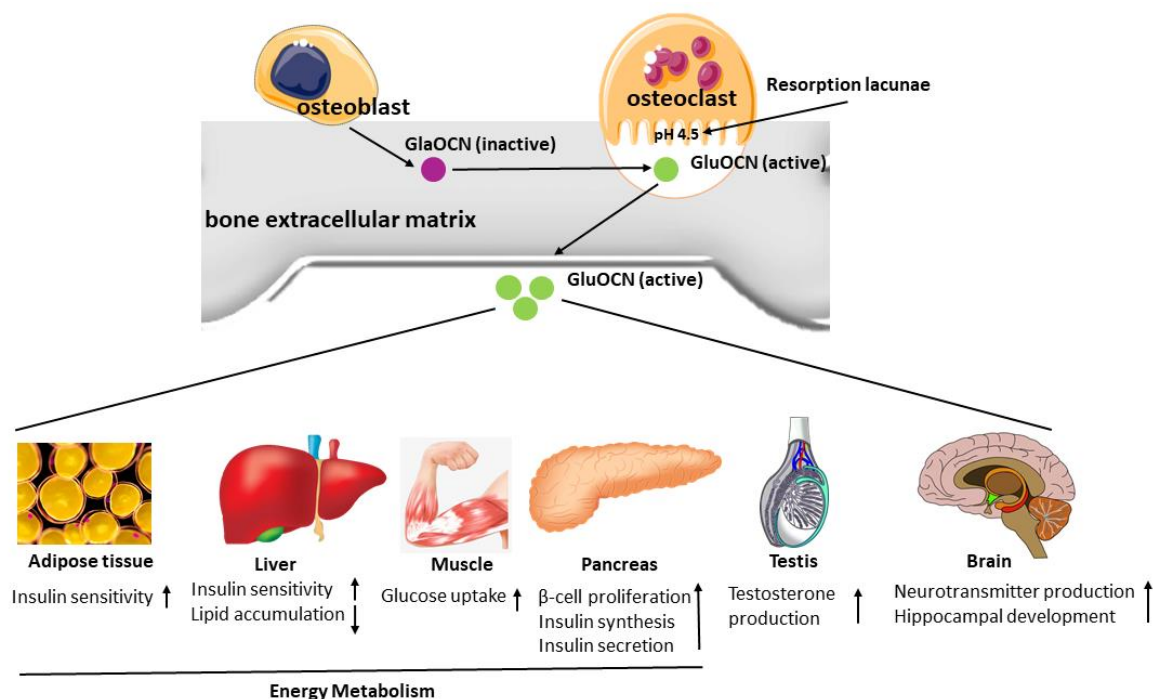 osteoblast
osteoclast
Resorption lacunae
pH 4.5
GlaOCN (inactive)
GluOCN (active)
bone extracellular matrix
GluOCN (active)
Adipose tissue
Insulin sensitivity
Liver
Insulin sensitivity
Lipid accumulation
Muscle
Glucose uptake
Pancreas
β-cell proliferation
Insulin synthesis
Insulin secretion
Testis
Testosterone
production
Brain
Neurotransmitter production
Hippocampal development
Energy Metabolism